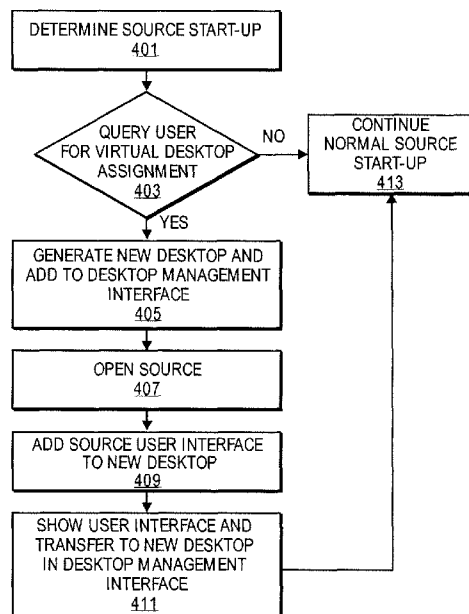 DETERMINE SOURCE START-UP
401
QUERY USER
FOR VIRTUAL DESKTOP
ASSIGNMENT
403
NO
CONTINUE
NORMAL SOURCE
START-UP
413
YES
GENERATE NEW DESKTOP AND
ADD TO DESKTOP MANAGEMENT
INTERFACE
405
OPEN SOURCE
407
ADD SOURCE USER INTERFACE
TO NEW DESKTOP
409
SHOW USER INTERFACE AND
TRANSFER TO NEW DESKTOP
IN DESKTOP MANAGEMENT
INTERFACE
411